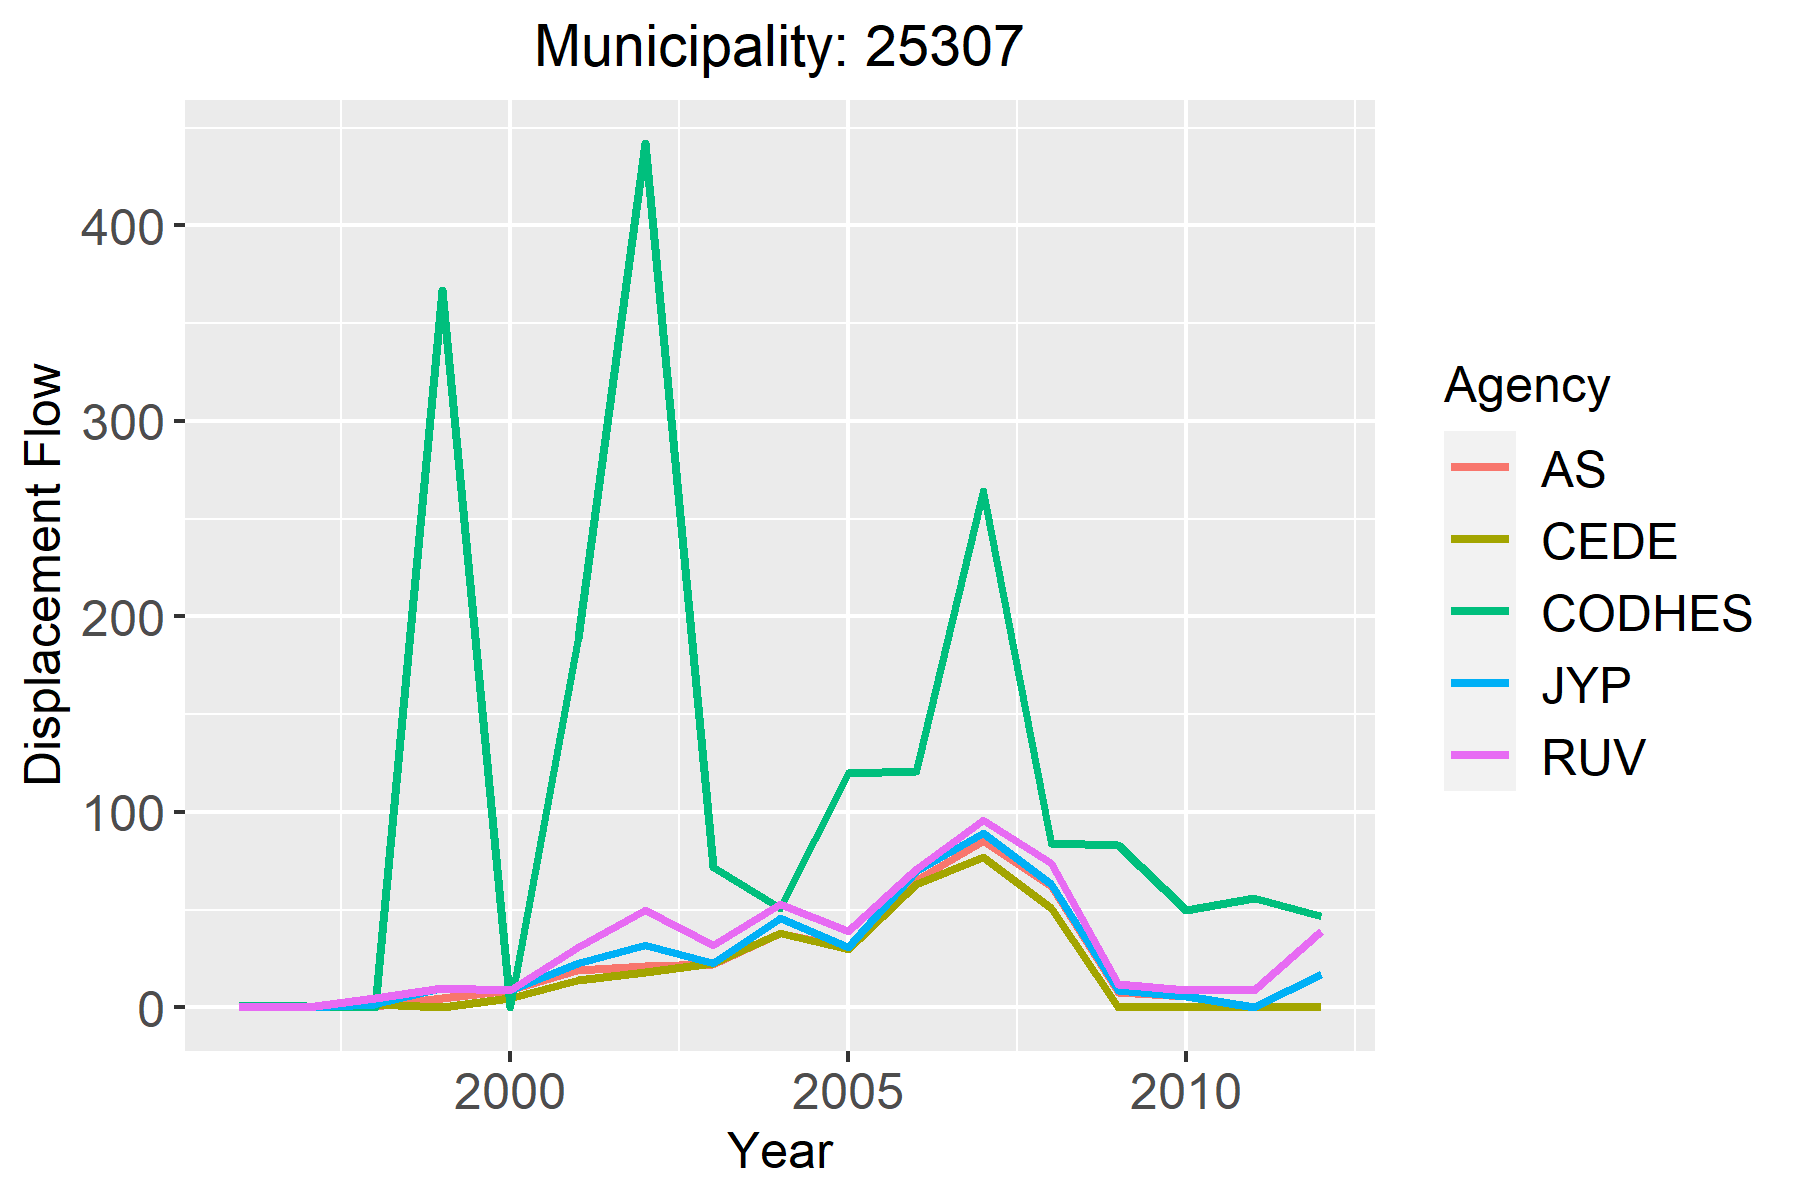 Municipality: 25307
Displacement Flow
400
300
200
100
0
2000
2005
2010
Year
Agency
AS
CEDE
CODHES
JYP
RUV